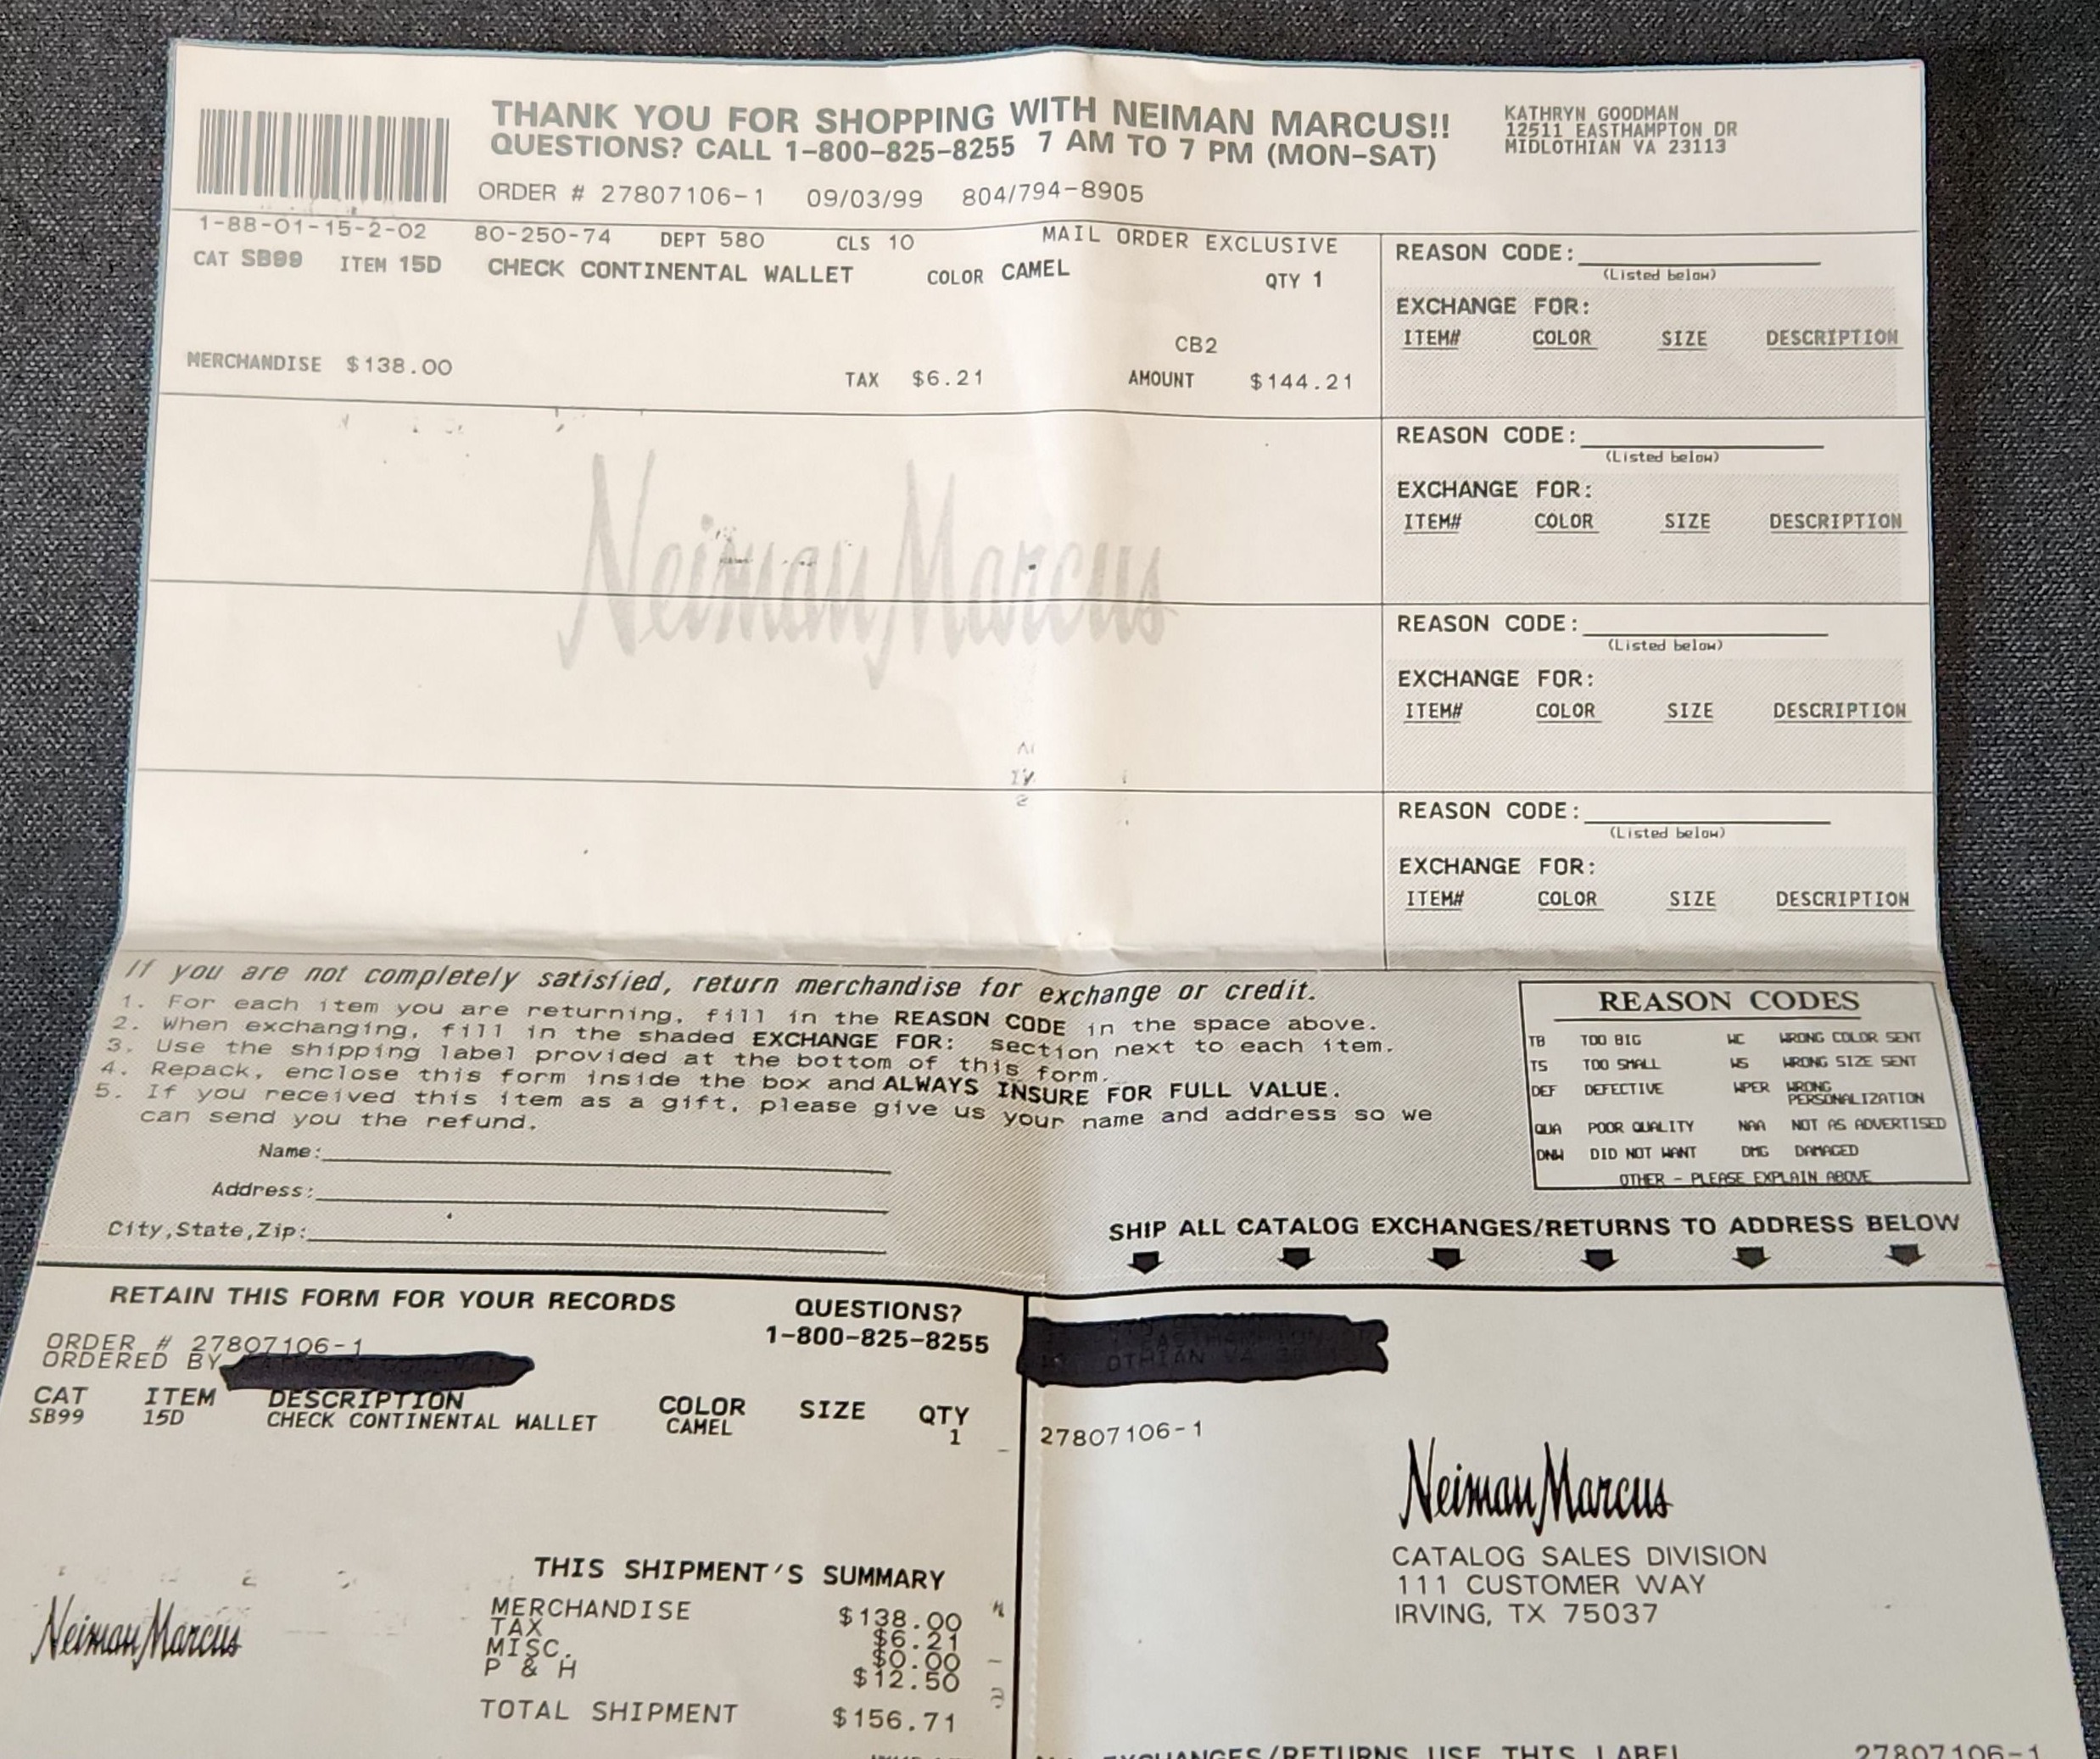 THANK YOU FOR SHOPPING WITH NEIMAN MARCUS!!
QUESTIONS? CALL 1-800-825-8255 7 AM TO 7 PM (MON-SAT)
ORDER # 27807106-1 09/03/99 804/794-8905
KATHRYN GOODMAN
12511 EASTHAMPTON DR
MIDLOTHIAN VA 23113
1-88-01-15-2-02 80-250-74 DEPT 580 CLS 10 MAIL ORDER EXCLUSIVE
CAT SB99 ITEM 15D CHECK CONTINENTAL WALLET COLOR CAMEL QTY 1
CB2
MERCHANDISE $138.00 TAX $6.21 AMOUNT $144.21
REASON CODE:
(Listed below)
EXCHANGE FOR:
ITEM# COLOR SIZE DESCRIPTION
Neiman Marcus
REASON CODE:
(Listed below)
EXCHANGE FOR:
ITEM# COLOR SIZE DESCRIPTION
REASON CODE:
(Listed below)
EXCHANGE FOR:
ITEM# COLOR SIZE DESCRIPTION
REASON CODE:
(Listed below)
EXCHANGE FOR:
ITEM# COLOR SIZE DESCRIPTION
If you are not completely satisfied, return merchandise for exchange or credit.
1. For each item you are returning, fill in the REASON CODE in the space above.
2. When exchanging, fill in the shaded EXCHANGE FOR: section next to each item.
3. Use the shipping label provided at the bottom of this form.
4. Repack, enclose this form inside the box and ALWAYS INSURE FOR FULL VALUE.
5. If you received this item as a gift, please give us your name and address so we
can send you the refund.
Name:
Address:
City,State,Zip:
REASON CODES
TB TOO BIG WC WRONG COLOR SENT
TS TOO SMALL WS WRONG SIZE SENT
DEF DEFECTIVE WPER WRONG
PERSONALIZATION
QUA POOR QUALITY NAA NOT AS ADVERTISED
DNW DID NOT WANT DMG DAMAGED
OTHER - PLEASE EXPLAIN ABOVE
SHIP ALL CATALOG EXCHANGES/RETURNS TO ADDRESS BELOW
RETAIN THIS FORM FOR YOUR RECORDS
QUESTIONS?
1-800-825-8255
ORDER # 27807106-1
ORDERED BY
CAT ITEM DESCRIPTION COLOR SIZE QTY
SB99 15D CHECK CONTINENTAL WALLET CAMEL 1
THIS SHIPMENT'S SUMMARY
MERCHANDISE $138.00
TAX $6.21
MISC. $0.00
P & H $12.50
TOTAL SHIPMENT $156.71
Neiman Marcus
27807106-1
Neiman Marcus
CATALOG SALES DIVISION
111 CUSTOMER WAY
IRVING, TX 75037
EXCHANGES/RETURNS USE THIS LABEL 27807106-1